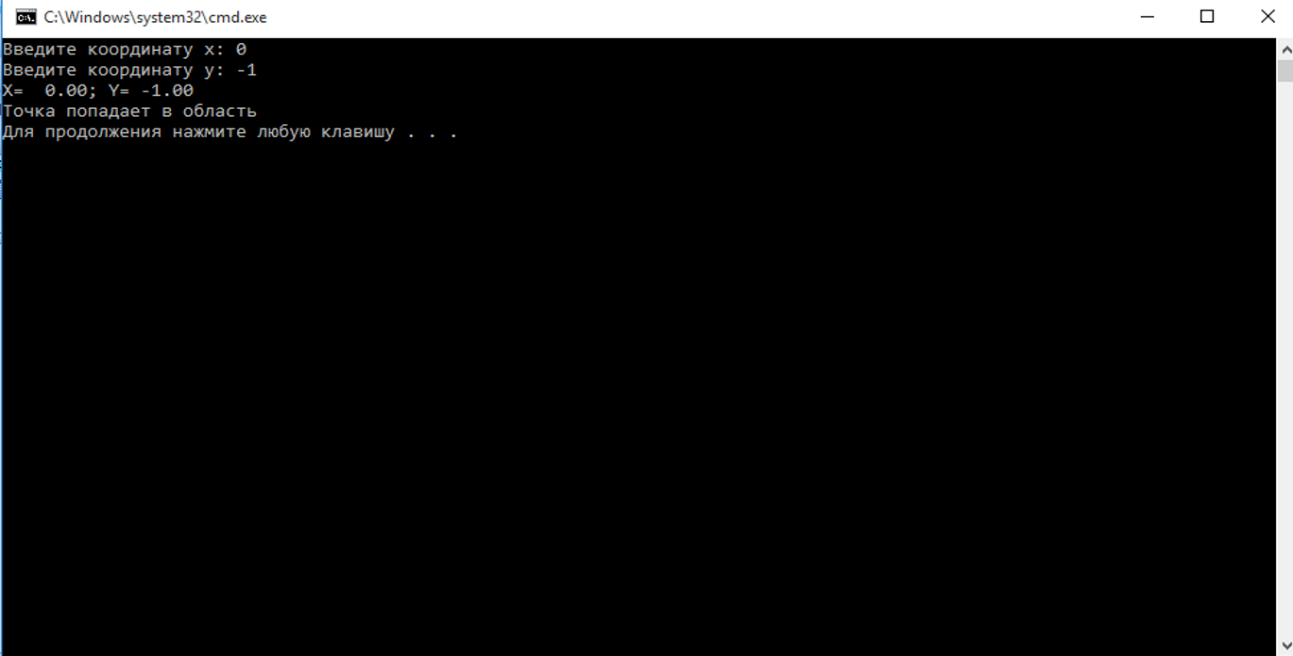 C:\Windows\system32\cmd.exe
Введите координату x: 0
Введите координату y: -1
X=  0.00; Y= -1.00
Точка попадает в область
Для продолжения нажмите любую клавишу . . .